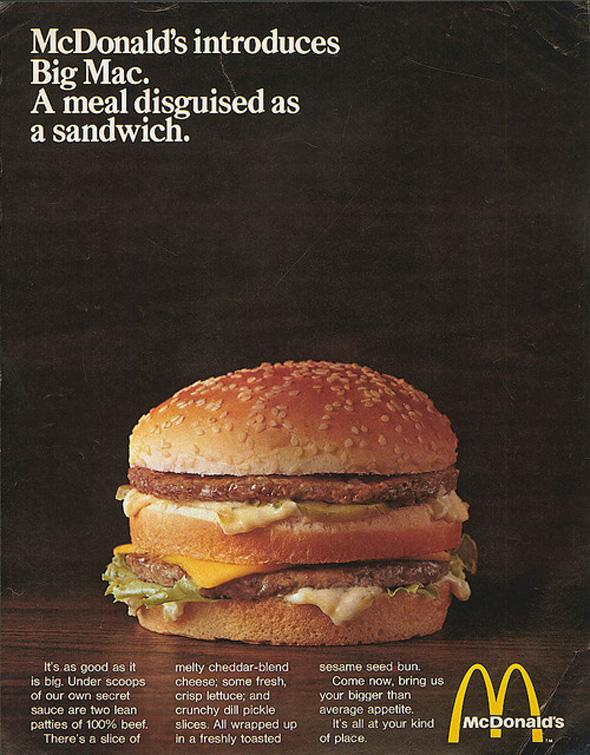 McDonald's introduces
Big Mac.
A meal disguised as
a sandwich.
It's as good as it
is big. Under scoops
of our own secret
sauce are two lean
patties of 100% beef.
There's a slice of
melty cheddar-blend
cheese; some fresh,
crisp lettuce; and
crunchy dill pickle
slices. All wrapped up
in a freshly toasted
sesame seed bun.
Come now, bring us
your bigger than
average appetite.
It's all at your kind
of place.
McDonald's
TM